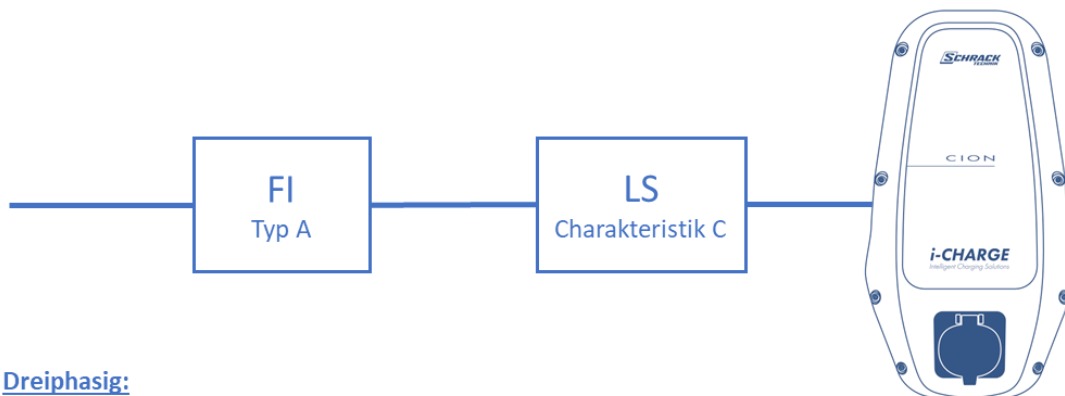 SCHRACK
TECHNIK
CION
FI
Typ A
LS
Charakteristik C
i-CHARGE
Intelligent Charging Solutions
Dreiphasig: